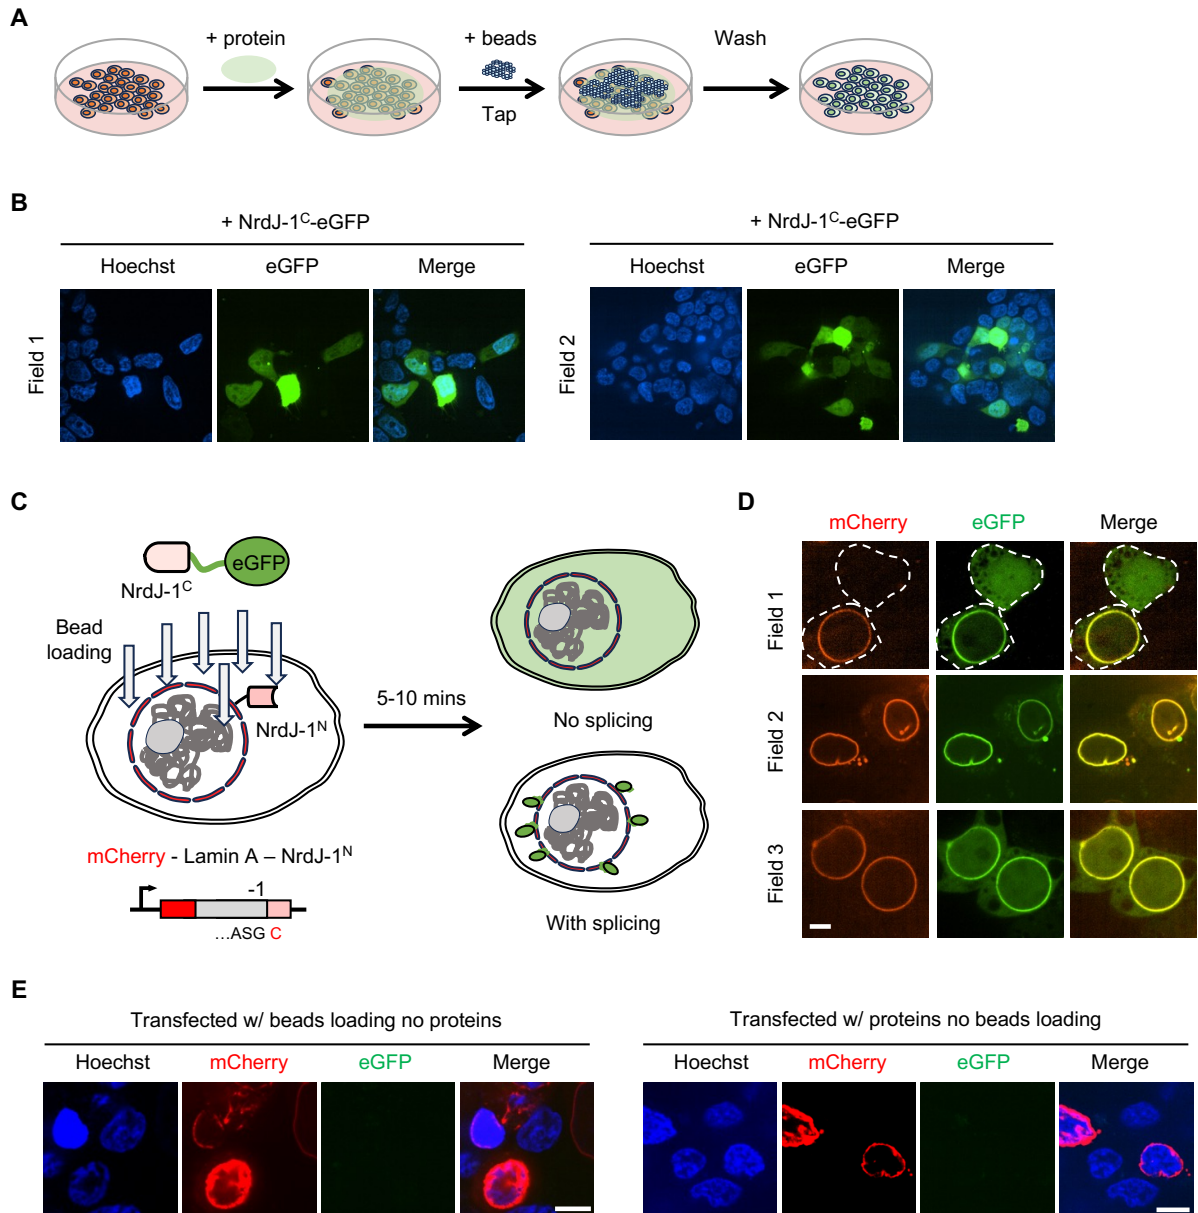 A
+ protein
+ beads
Tap
Wash
B
+ NrdJ-1C-eGFP
Hoechst eGFP Merge
Field 1
+ NrdJ-1C-eGFP
Hoechst eGFP Merge
Field 2
C
eGFP
NrdJ-1C
Bead
loading
NrdJ-1N
5-10 mins
No splicing
With splicing
mCherry - Lamin A – NrdJ-1N
-1
...ASG C
D
mCherry eGFP Merge
Field 1
Field 2
Field 3
E
Transfected w/ beads loading no proteins
Hoechst mCherry eGFP Merge
Transfected w/ proteins no beads loading
Hoechst mCherry eGFP Merge